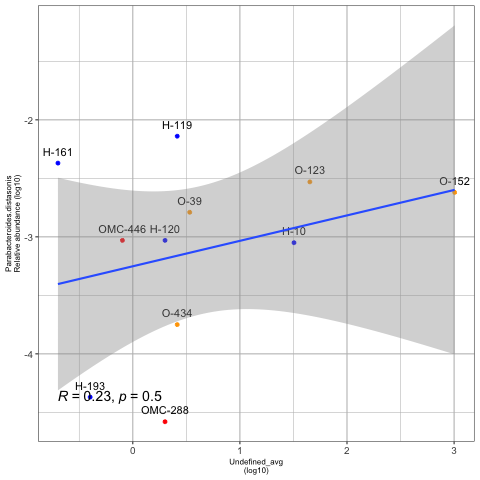 H-119
H-161
O-123
O-152
O-39
OMC-446 H-120
H-10
O-434
H-193
R = 0.23, p = 0.5
OMC-288
-2
-3
-4
0 1 2 3
Undefined_avg
(log10)
Parabacteroides.distasonis
Relative abundance (log10)